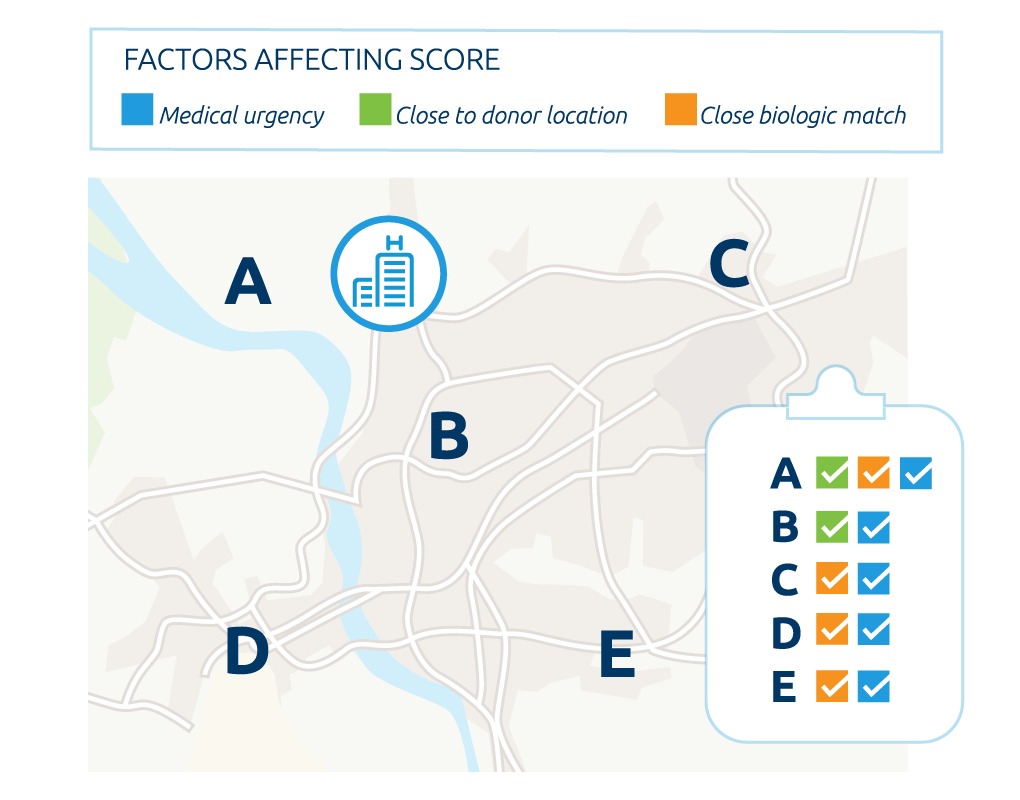 FACTORS AFFECTING SCORE
Medical urgency Close to donor location Close biologic match
A
H
C
B
D
E
A
B
C
D
E